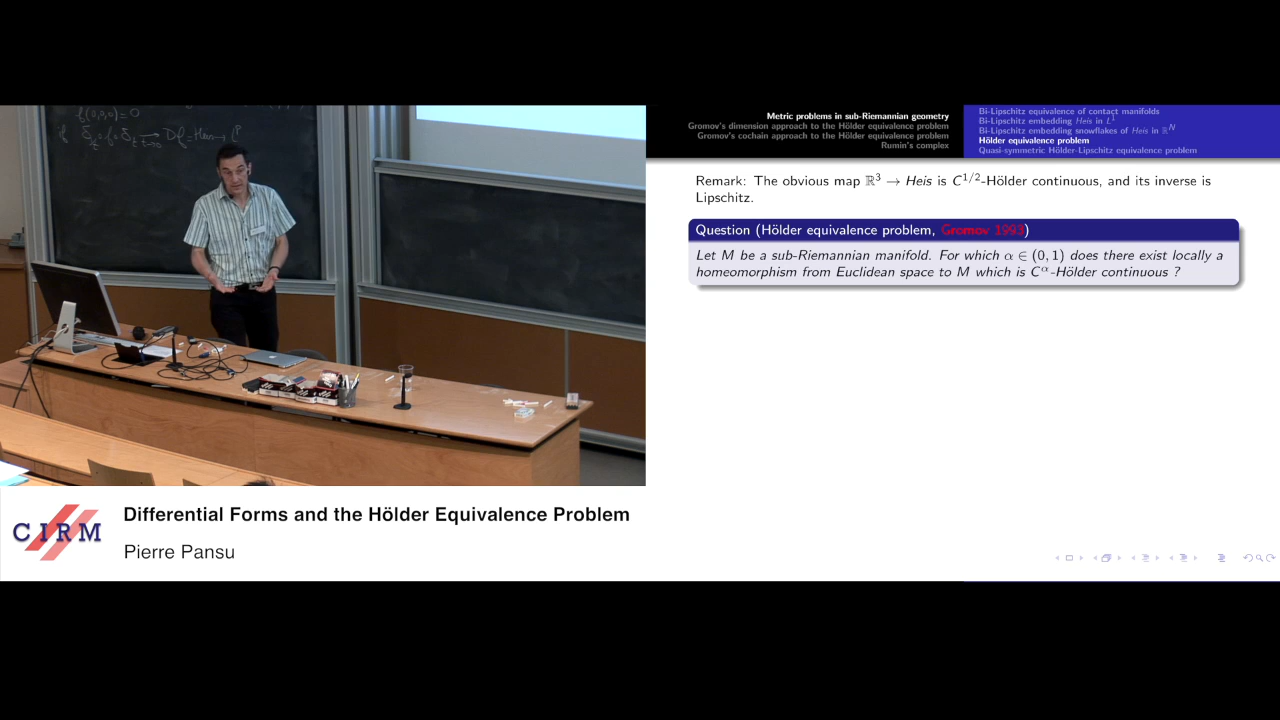 f(0,0,0)=0
Metric problems in sub-Riemannian geometry
Gromov's dimension approach to the Hölder equivalence problem
Gromov's cochain approach to the Hölder equivalence problem
Rumin's complex
Bi-Lipschitz equivalence of contact manifolds
Bi-Lipschitz embedding Heis in L¹
Bi-Lipschitz embedding snowflakes of Heis in ℝᴺ
Hölder equivalence problem
Quasi-symmetric Hölder-Lipschitz equivalence problem
Remark: The obvious map ℝ³ → Heis is C^{1/2}-Hölder continuous, and its inverse is
Lipschitz.
Question (Hölder equivalence problem, Gromov 1993)
Let M be a sub-Riemannian manifold. For which α ∈ (0, 1) does there exist locally a
homeomorphism from Euclidean space to M which is C^α-Hölder continuous ?
CIRM
Differential Forms and the Hölder Equivalence Problem
Pierre Pansu